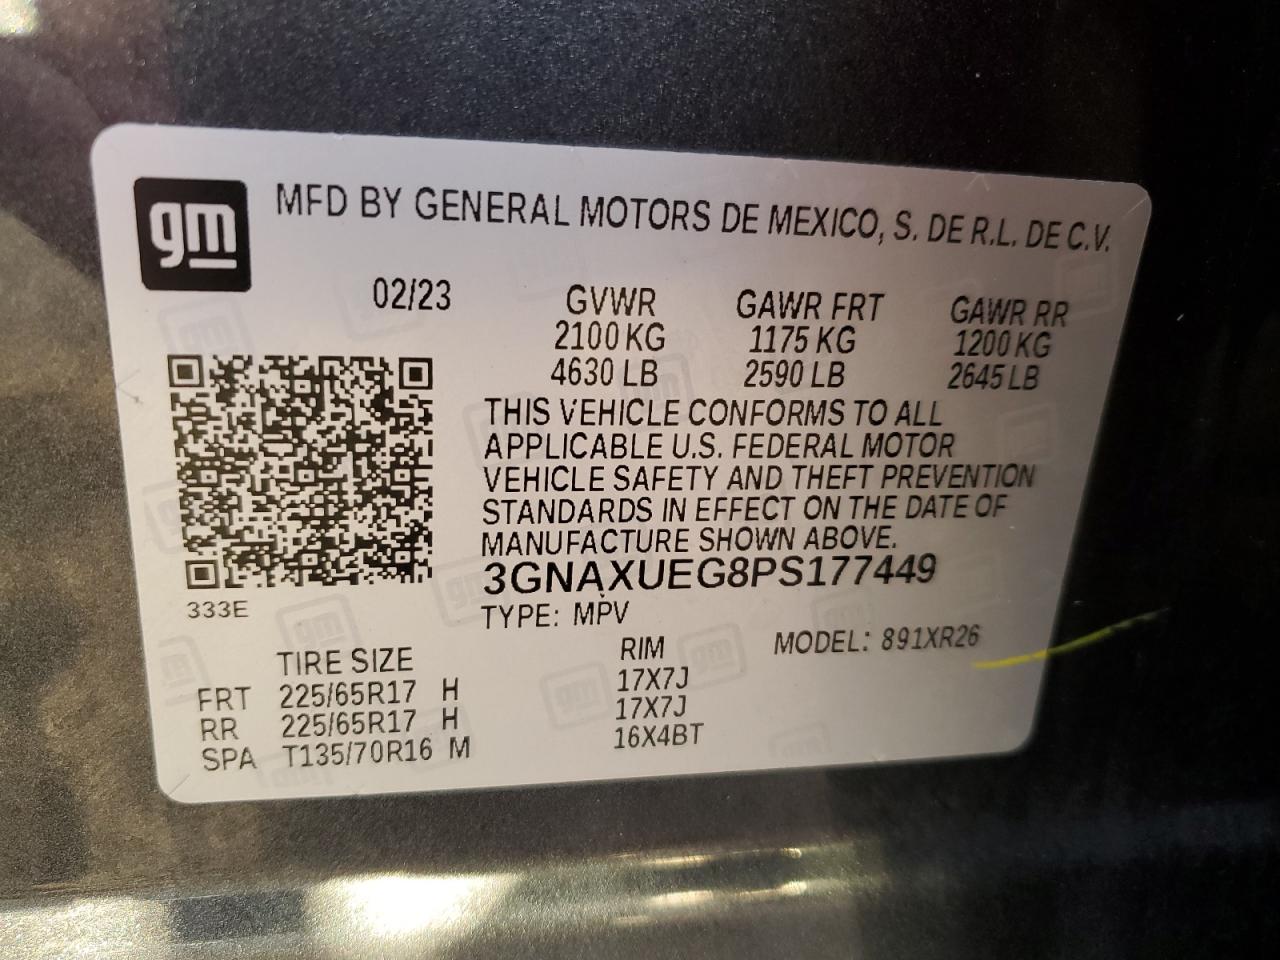 gm
MFD BY GENERAL MOTORS DE MEXICO, S. DE R.L. DE C.V.
02/23 GVWR GAWR FRT GAWR RR
2100 KG 1175 KG 1200 KG
4630 LB 2590 LB 2645 LB
THIS VEHICLE CONFORMS TO ALL
APPLICABLE U.S. FEDERAL MOTOR
VEHICLE SAFETY AND THEFT PREVENTION
STANDARDS IN EFFECT ON THE DATE OF
MANUFACTURE SHOWN ABOVE.
3GNAXUEG8PS177449
333E
TYPE: MPV
TIRE SIZE RIM MODEL: 891XR26
FRT 225/65R17 H 17X7J
RR 225/65R17 H 17X7J
SPA T135/70R16 M 16X4BT